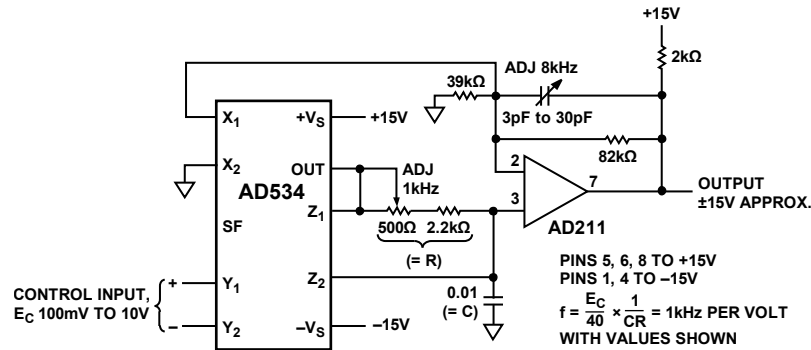 +15V
2kΩ
ADJ 8kHz
39kΩ
3pF to 30pF
82kΩ
X1
+VS
+15V
X2
OUT
ADJ
1kHz
AD534
Z1
500Ω
2.2kΩ
(= R)
SF
Z2
2
3
7
AD211
OUTPUT
±15V APPROX.
PINS 5, 6, 8 TO +15V
PINS 1, 4 TO –15V
f = EC/40 × 1/CR = 1kHz PER VOLT
WITH VALUES SHOWN
CONTROL INPUT,
EC 100mV TO 10V
+
–
Y1
Y2
0.01
(= C)
–VS
–15V